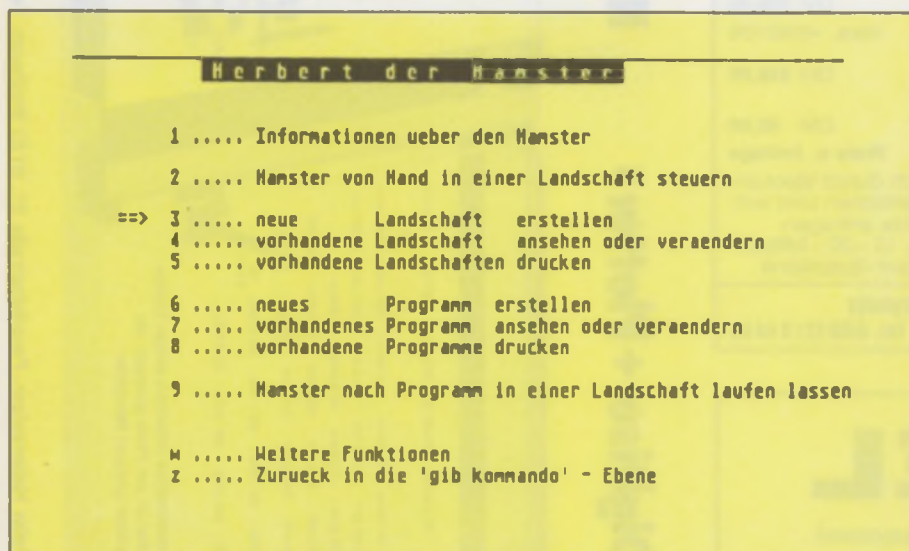 Herbert der Hamster
1 ..... Informationen ueber den Hamster
2 ..... Hamster von Hand in einer Landschaft steuern
==> 3 ..... neue Landschaft erstellen
4 ..... vorhandene Landschaft ansehen oder veraendern
5 ..... vorhandene Landschaften drucken
6 ..... neues Programm erstellen
7 ..... vorhandenes Programm ansehen oder veraendern
8 ..... vorhandene Programme drucken
9 ..... Hamster nach Programm in einer Landschaft laufen lassen
w ..... Weitere Funktionen
z ..... Zurueck in die 'gib kommando' - Ebene